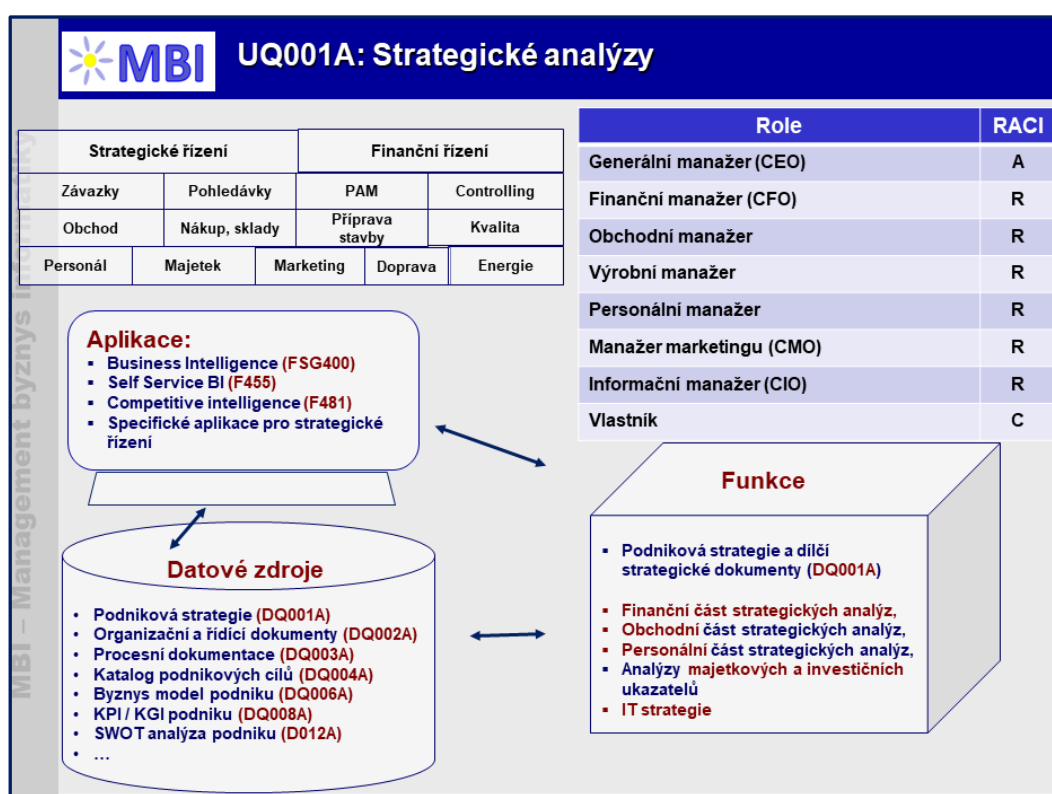 MBI
UQ001A: Strategické analýzy
MBI – Management byznys informatiky
Strategické řízení
Finanční řízení
Závazky
Pohledávky
PAM
Controlling
Obchod
Nákup, sklady
Příprava
stavby
Kvalita
Personál
Majetek
Marketing
Doprava
Energie
Role RACI
Generální manažer (CEO) A
Finanční manažer (CFO) R
Obchodní manažer R
Výrobní manažer R
Personální manažer R
Manažer marketingu (CMO) R
Informační manažer (CIO) R
Vlastník C
Aplikace:
▪ Business Intelligence (FSG400)
▪ Self Service BI (F455)
▪ Competitive intelligence (F481)
▪ Specifické aplikace pro strategické
řízení
Datové zdroje
• Podniková strategie (DQ001A)
• Organizační a řídící dokumenty (DQ002A)
• Procesní dokumentace (DQ003A)
• Katalog podnikových cílů (DQ004A)
• Byznys model podniku (DQ006A)
• KPI / KGI podniku (DQ008A)
• SWOT analýza podniku (D012A)
• …
Funkce
▪ Podniková strategie a dílčí
strategické dokumenty (DQ001A)
▪ Finanční část strategických analýz,
▪ Obchodní část strategických analýz,
▪ Personální část strategických analýz,
▪ Analýzy majetkových a investičních
ukazatelů
▪ IT strategie